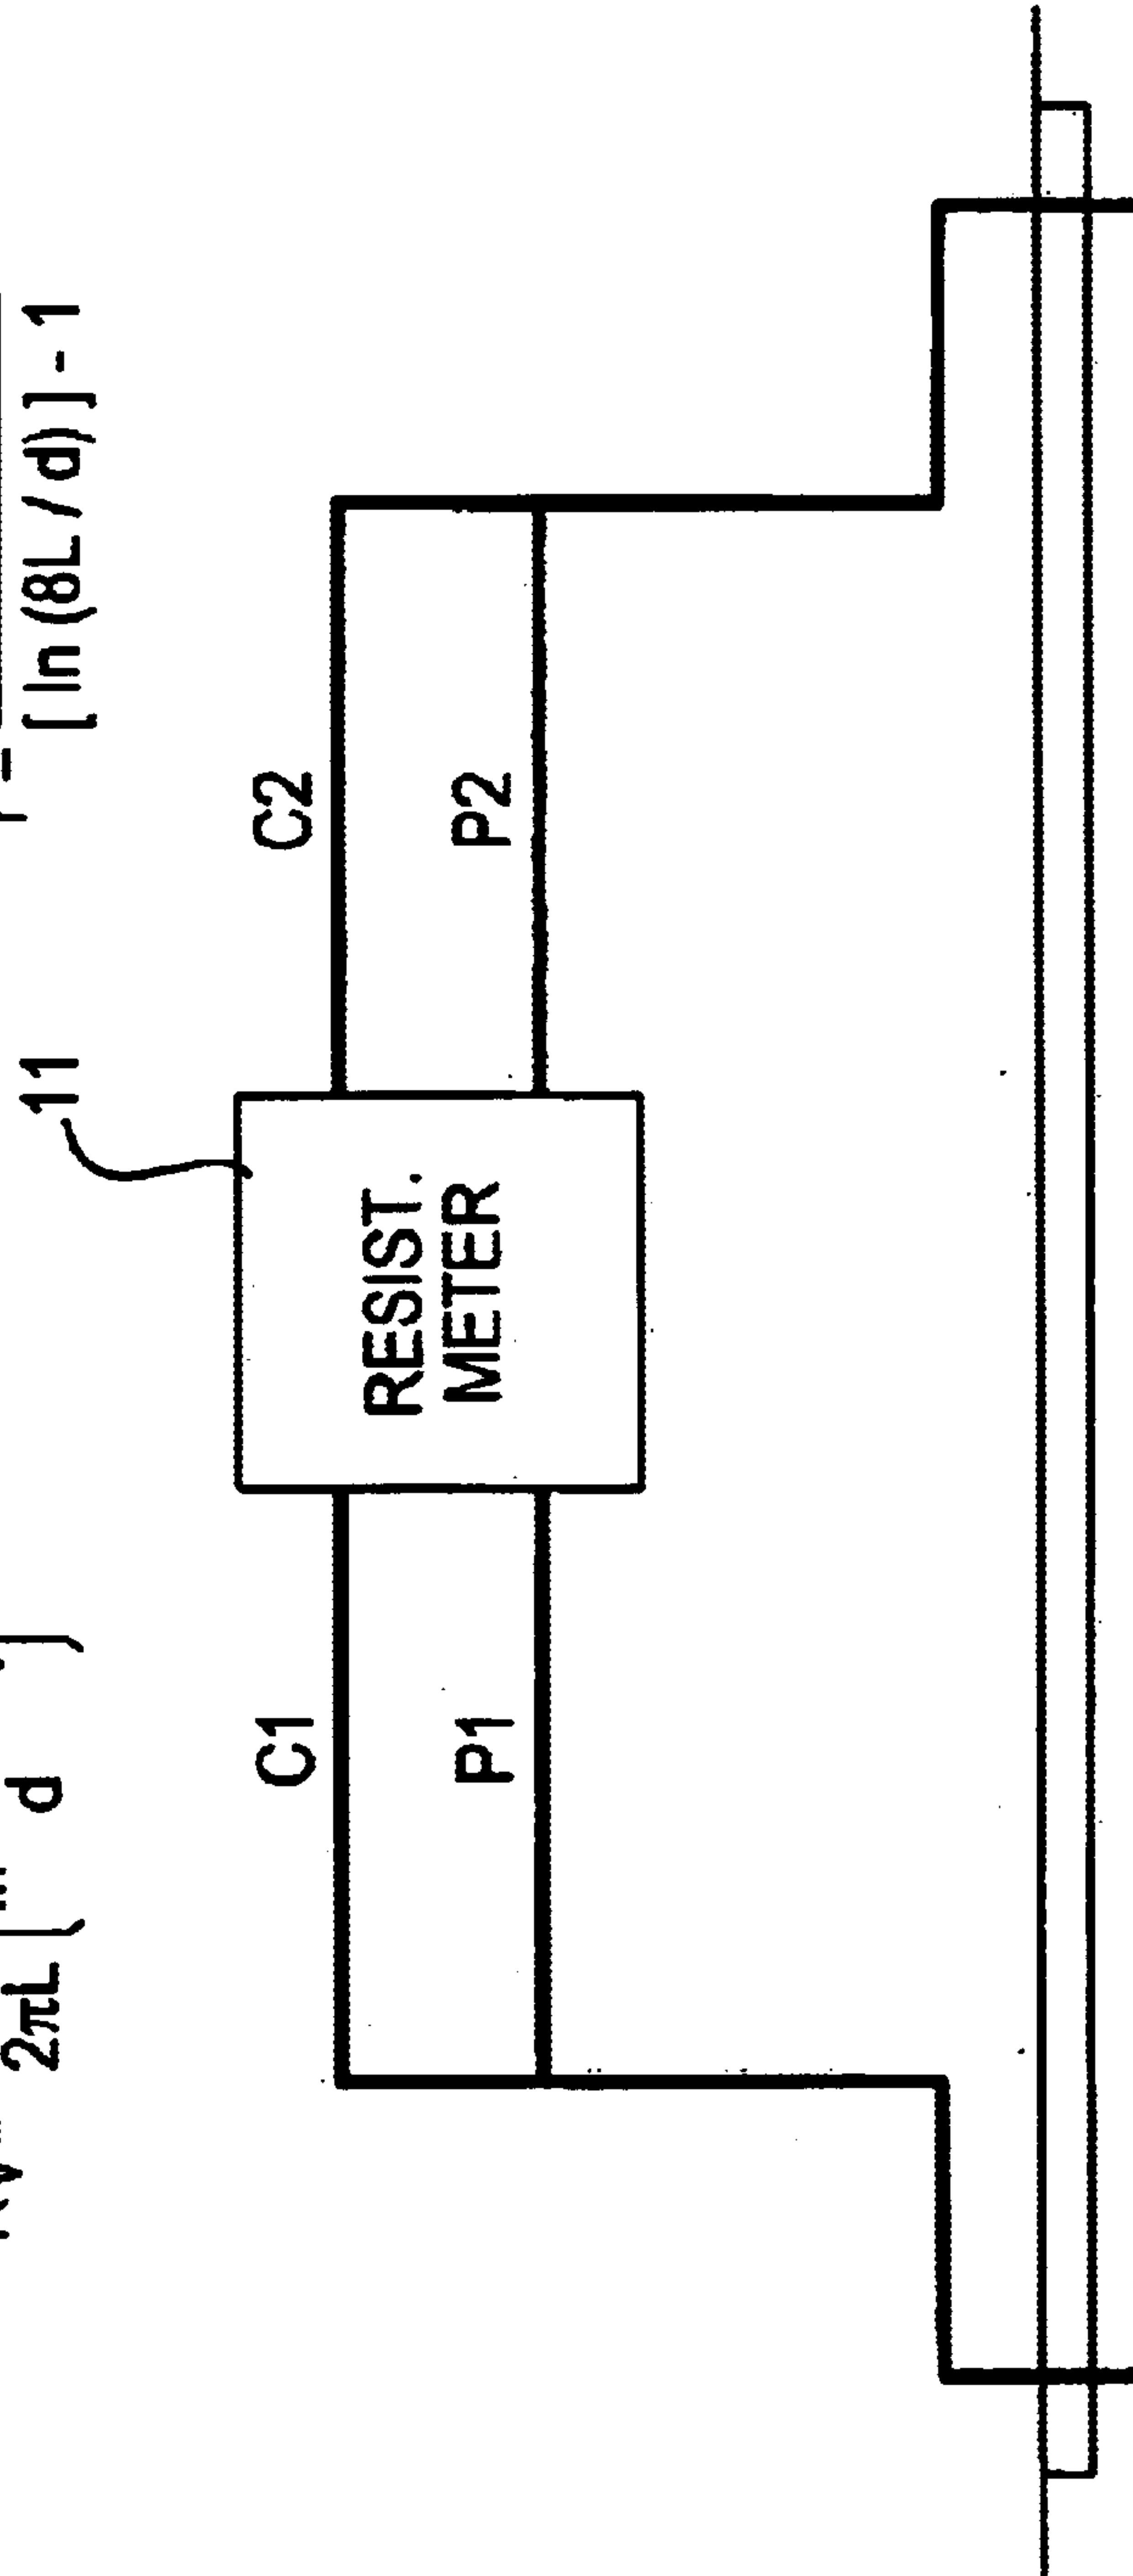 [ ln (8L / d) ] - 1
2πL
d
11
C1
C2
RESIST.
METER
P1
P2